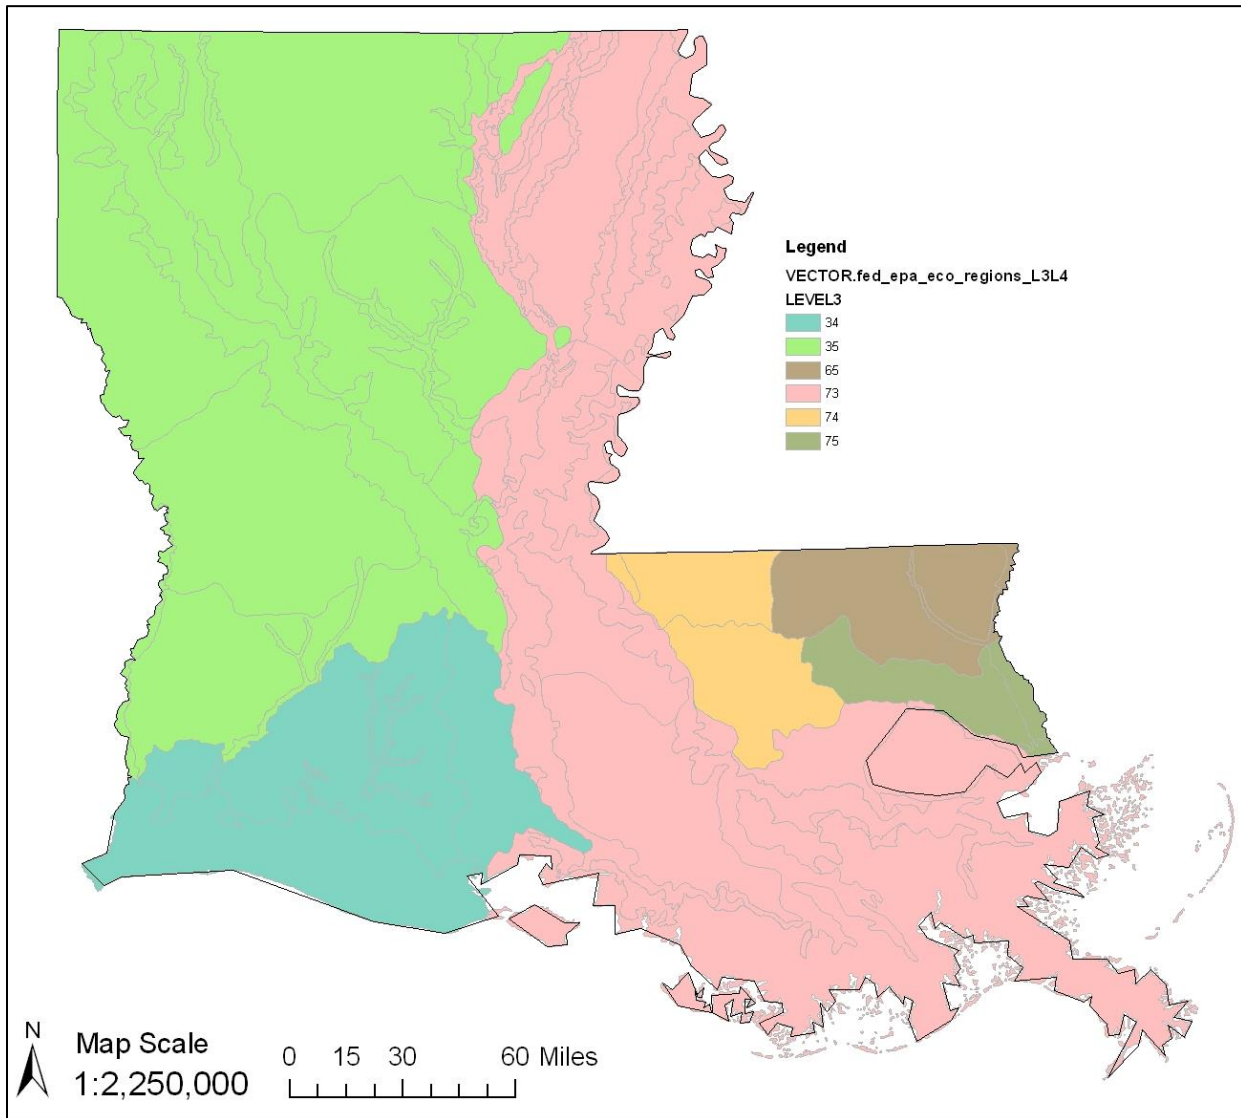 Legend
VECTOR.fed_epa_eco_regions_L3L4
LEVEL3
34
35
65
73
74
75
N
Map Scale
1:2,250,000
0 15 30 60 Miles